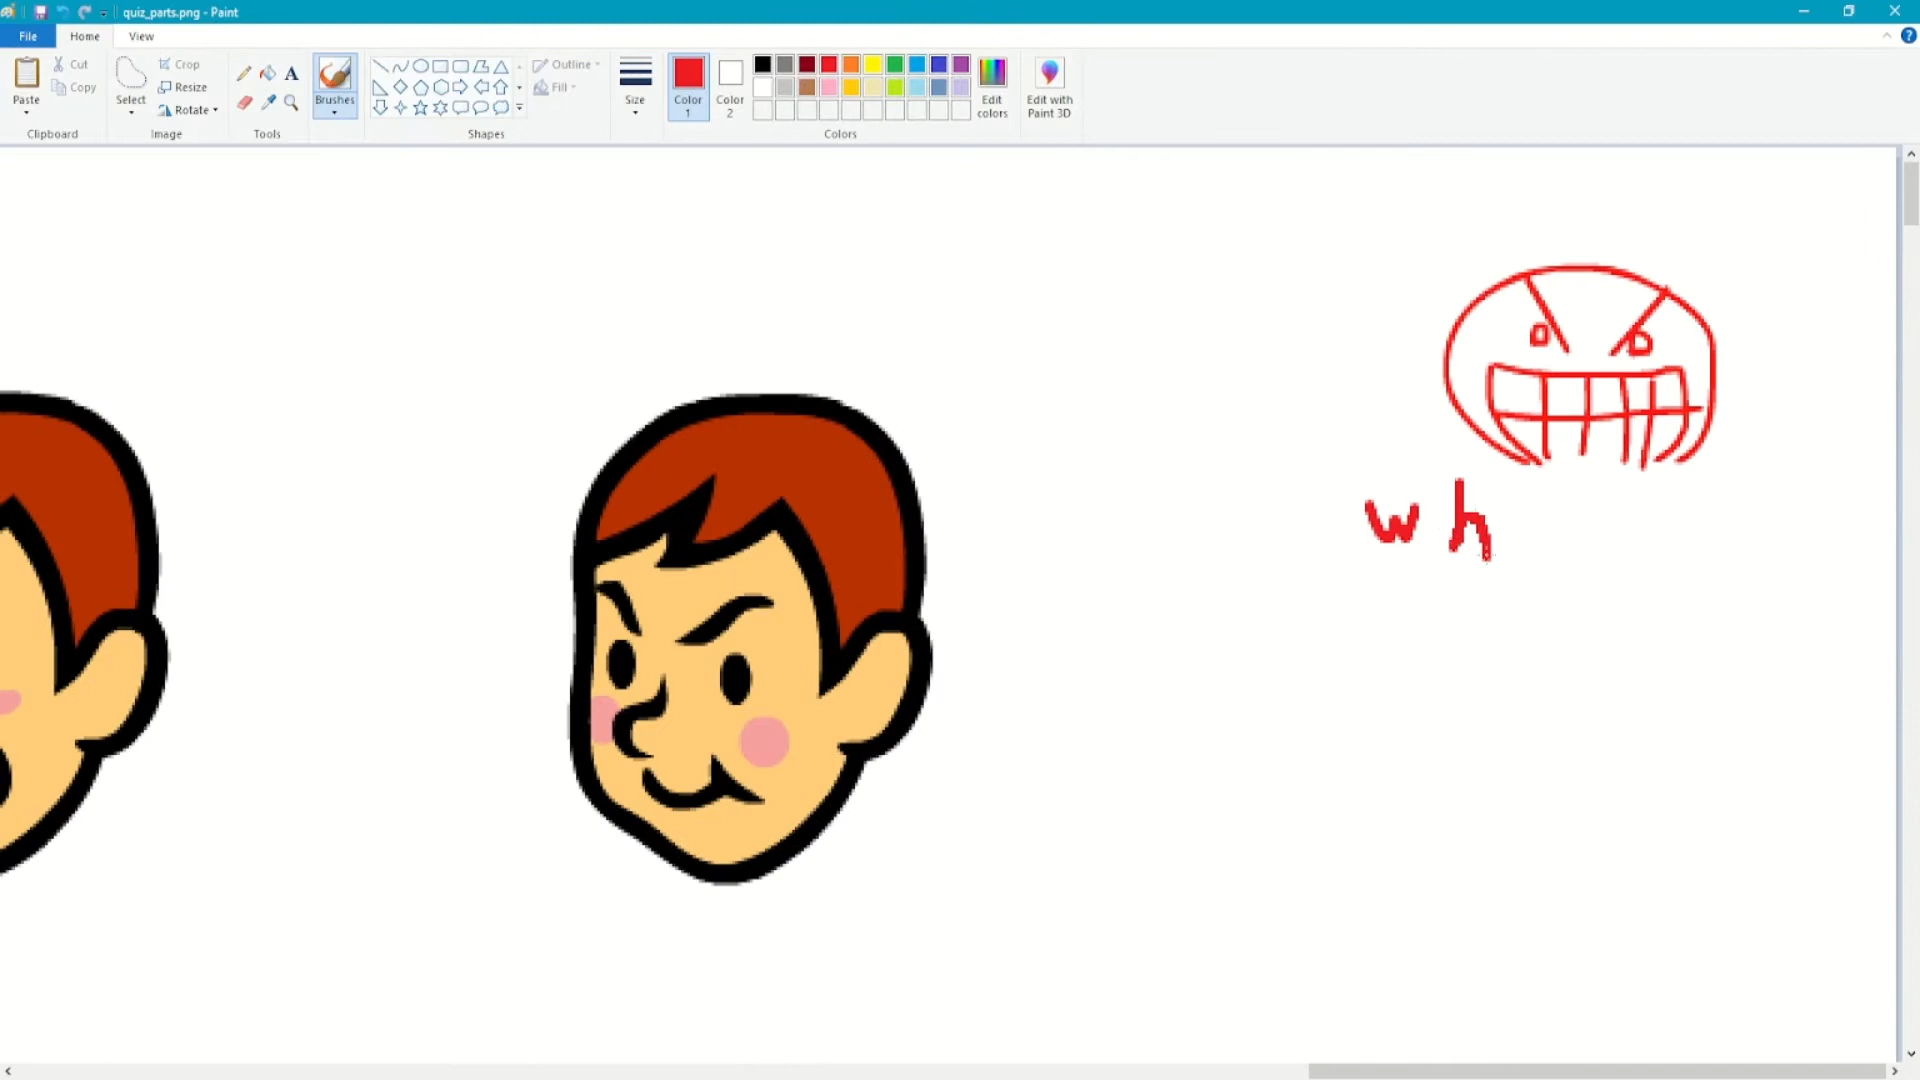 quiz_parts.png - Paint
File Home View
Paste Cut Copy Select Crop Resize Rotate A Brushes Outline Fill Size Color 1 Color 2 Edit colors Edit with Paint 3D
Clipboard Image Tools Shapes Colors
w h